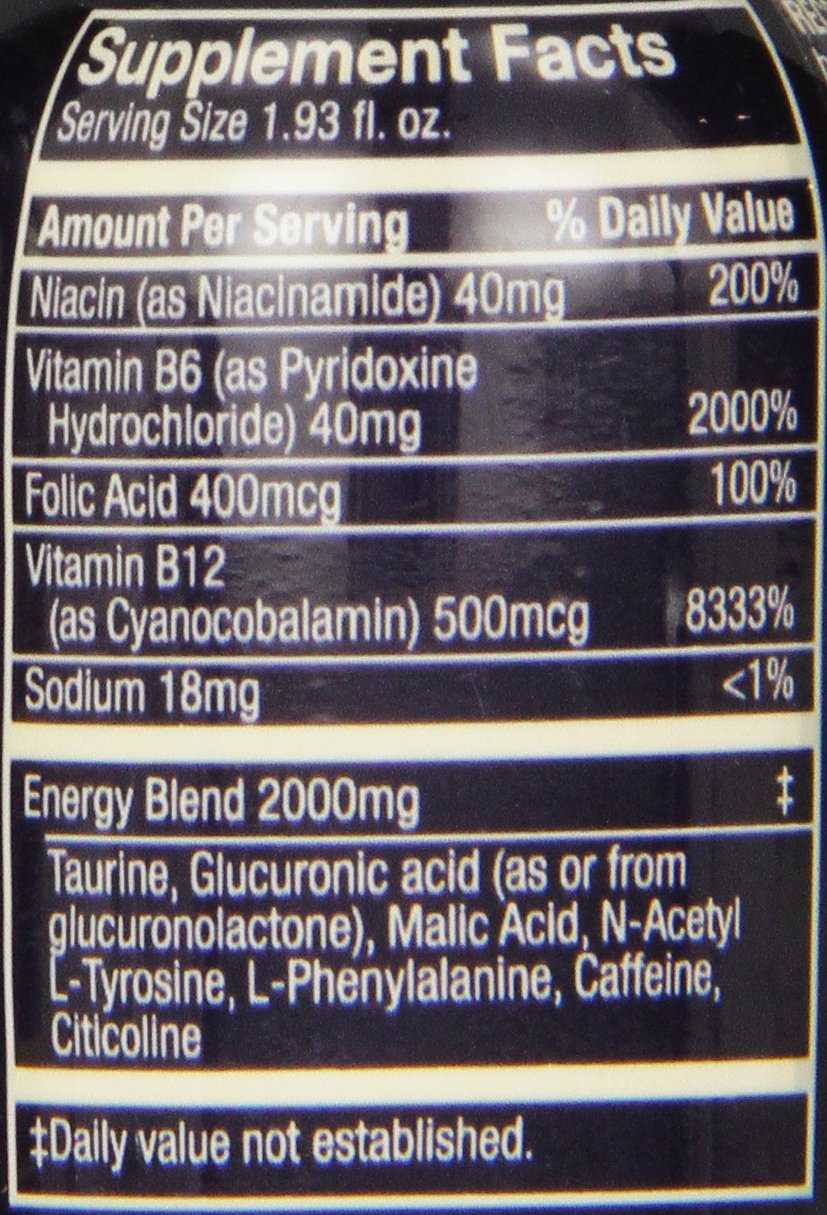 Supplement Facts
Serving Size 1.93 fl. oz.
Amount Per Serving % Daily Value
Niacin (as Niacinamide) 40mg 200%
Vitamin B6 (as Pyridoxine
Hydrochloride) 40mg 2000%
Folic Acid 400mcg 100%
Vitamin B12
(as Cyanocobalamin) 500mcg 8333%
Sodium 18mg <1%
Energy Blend 2000mg ‡
Taurine, Glucuronic acid (as or from
glucuronolactone), Malic Acid, N-Acetyl
L-Tyrosine, L-Phenylalanine, Caffeine,
Citicoline
‡Daily value not established.